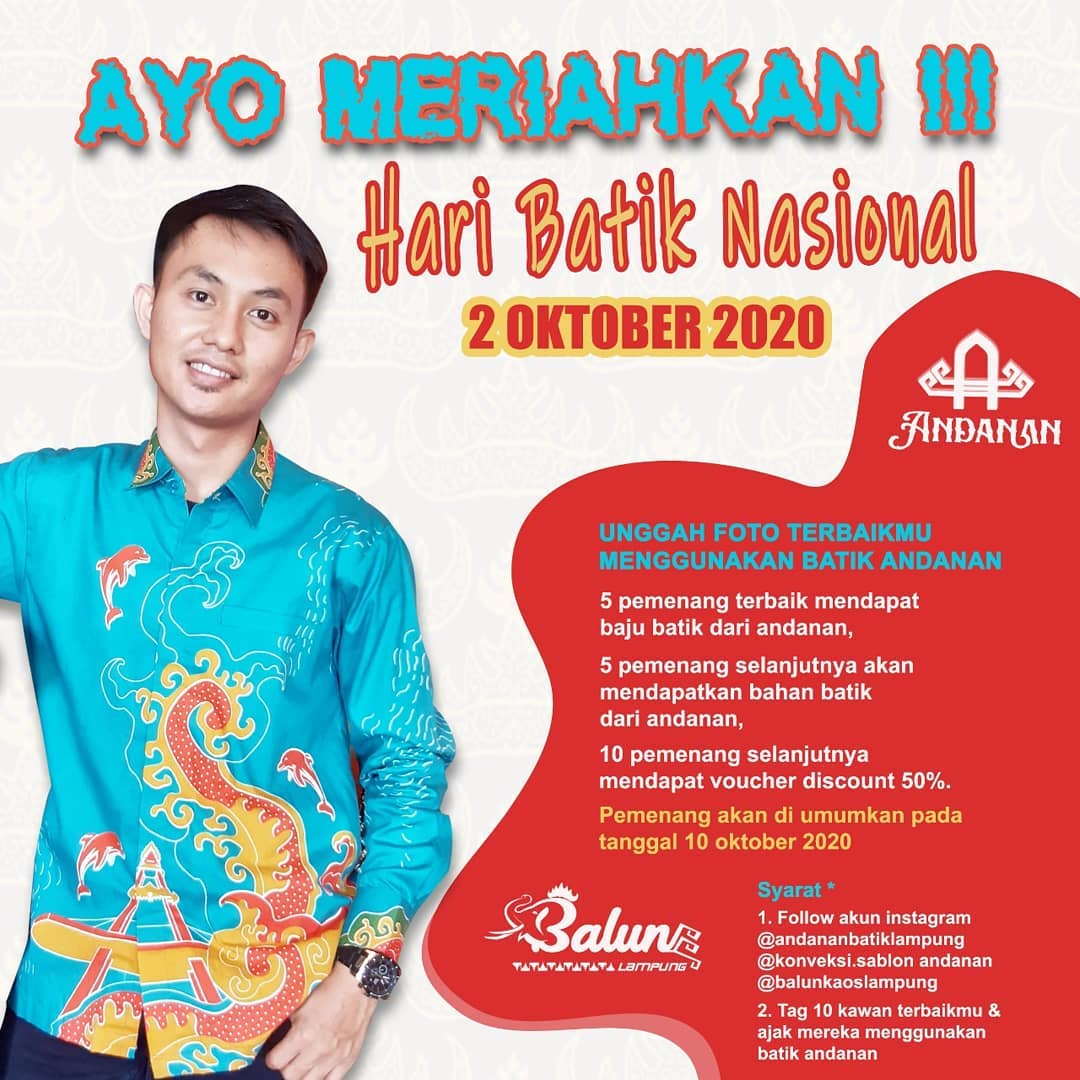 AYO MERIAHKAN !!!
Hari Batik Nasional
2 OKTOBER 2020
ANDANAN
UNGGAH FOTO TERBAIKMU
MENGGUNAKAN BATIK ANDANAN
5 pemenang terbaik mendapat
baju batik dari andanan,
5 pemenang selanjutnya akan
mendapatkan bahan batik
dari andanan,
10 pemenang selanjutnya
mendapat voucher discount 50%.
Pemenang akan di umumkan pada
tanggal 10 oktober 2020
Balung
LAMPUNG
Syarat *
1. Follow akun instagram
@andananbatiklampung
@konveksi.sablon andanan
@balunkaoslampung
2. Tag 10 kawan terbaikmu &
ajak mereka menggunakan
batik andanan